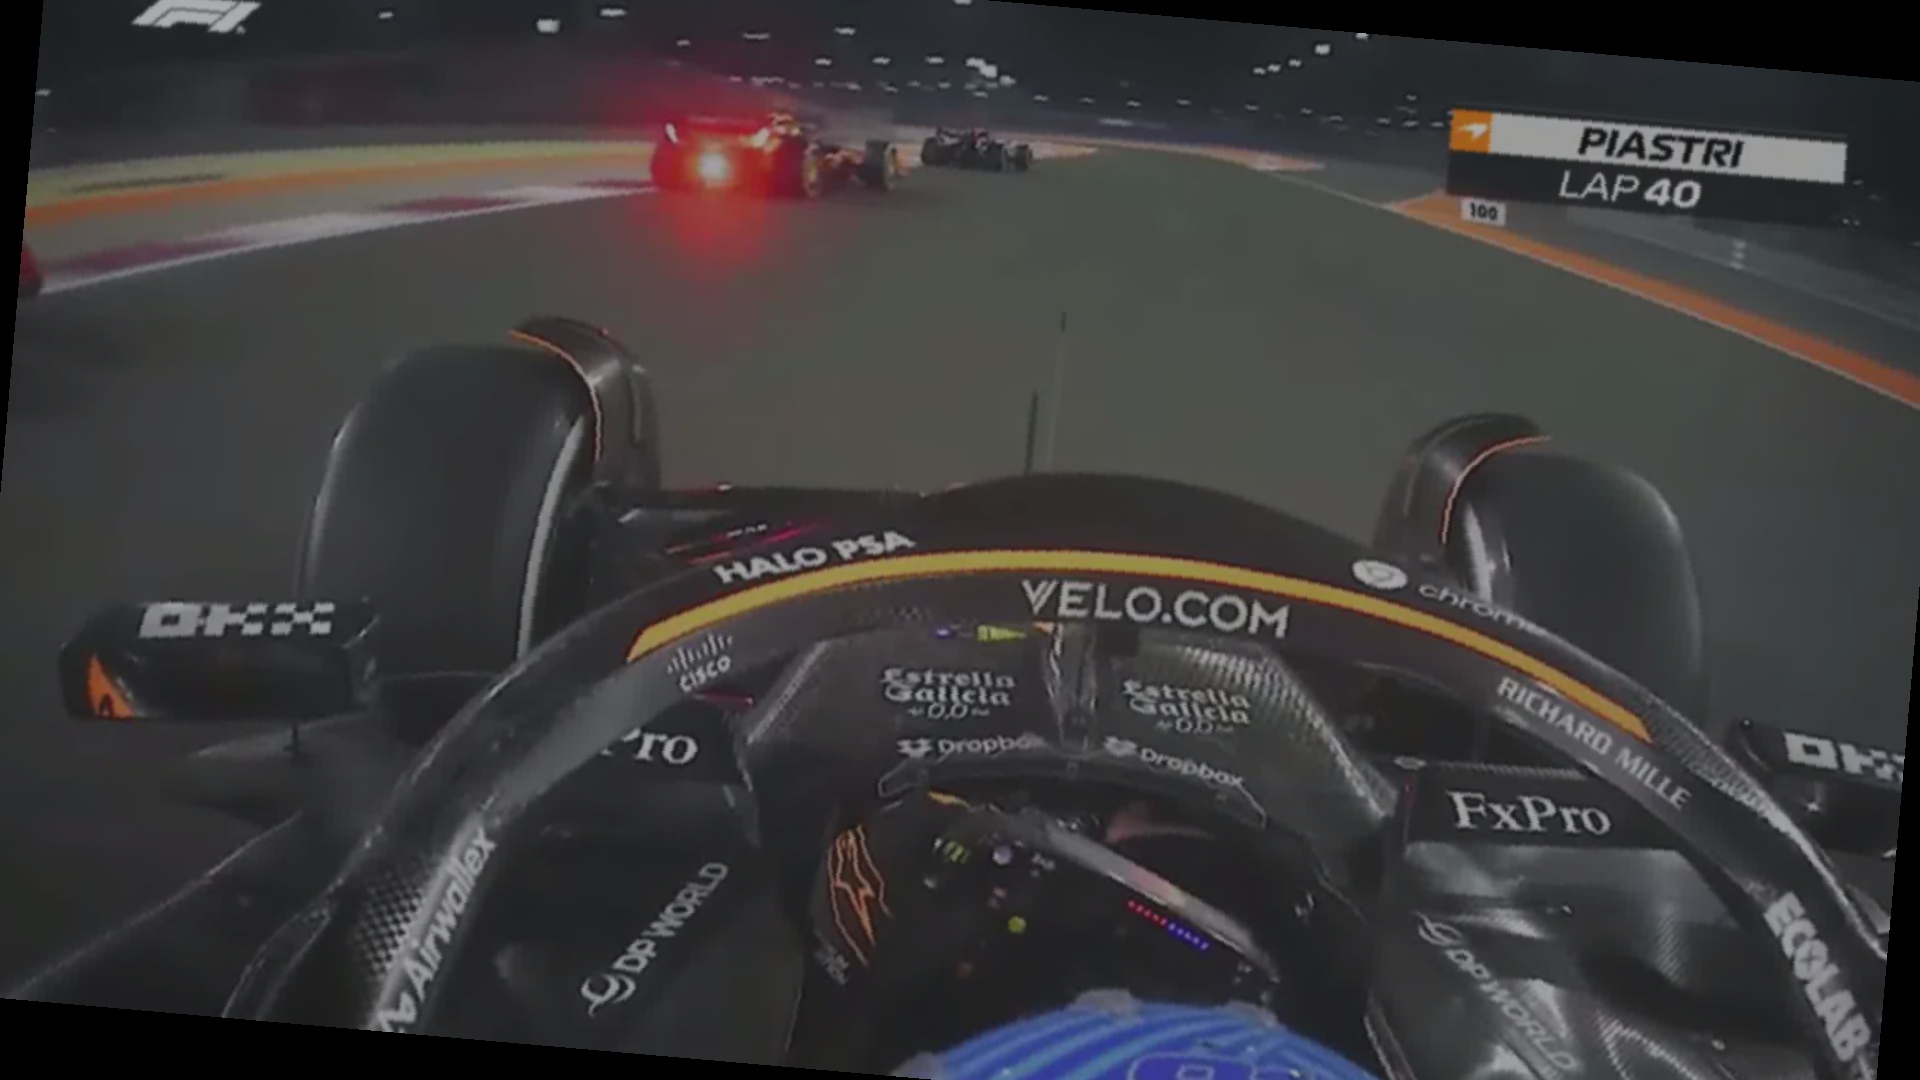 F1
PIASTRI
LAP 40
100
HALO PSA
VELO.COM
chrome
OKX
CISCO
Estrella
Galicia
0,0
Estrella
Galicia
0,0
RICHARD MILLE
Dropbox
Dropbox
Pro
FxPro
Airwallex
DP WORLD
DP WORLD
ECOLAB